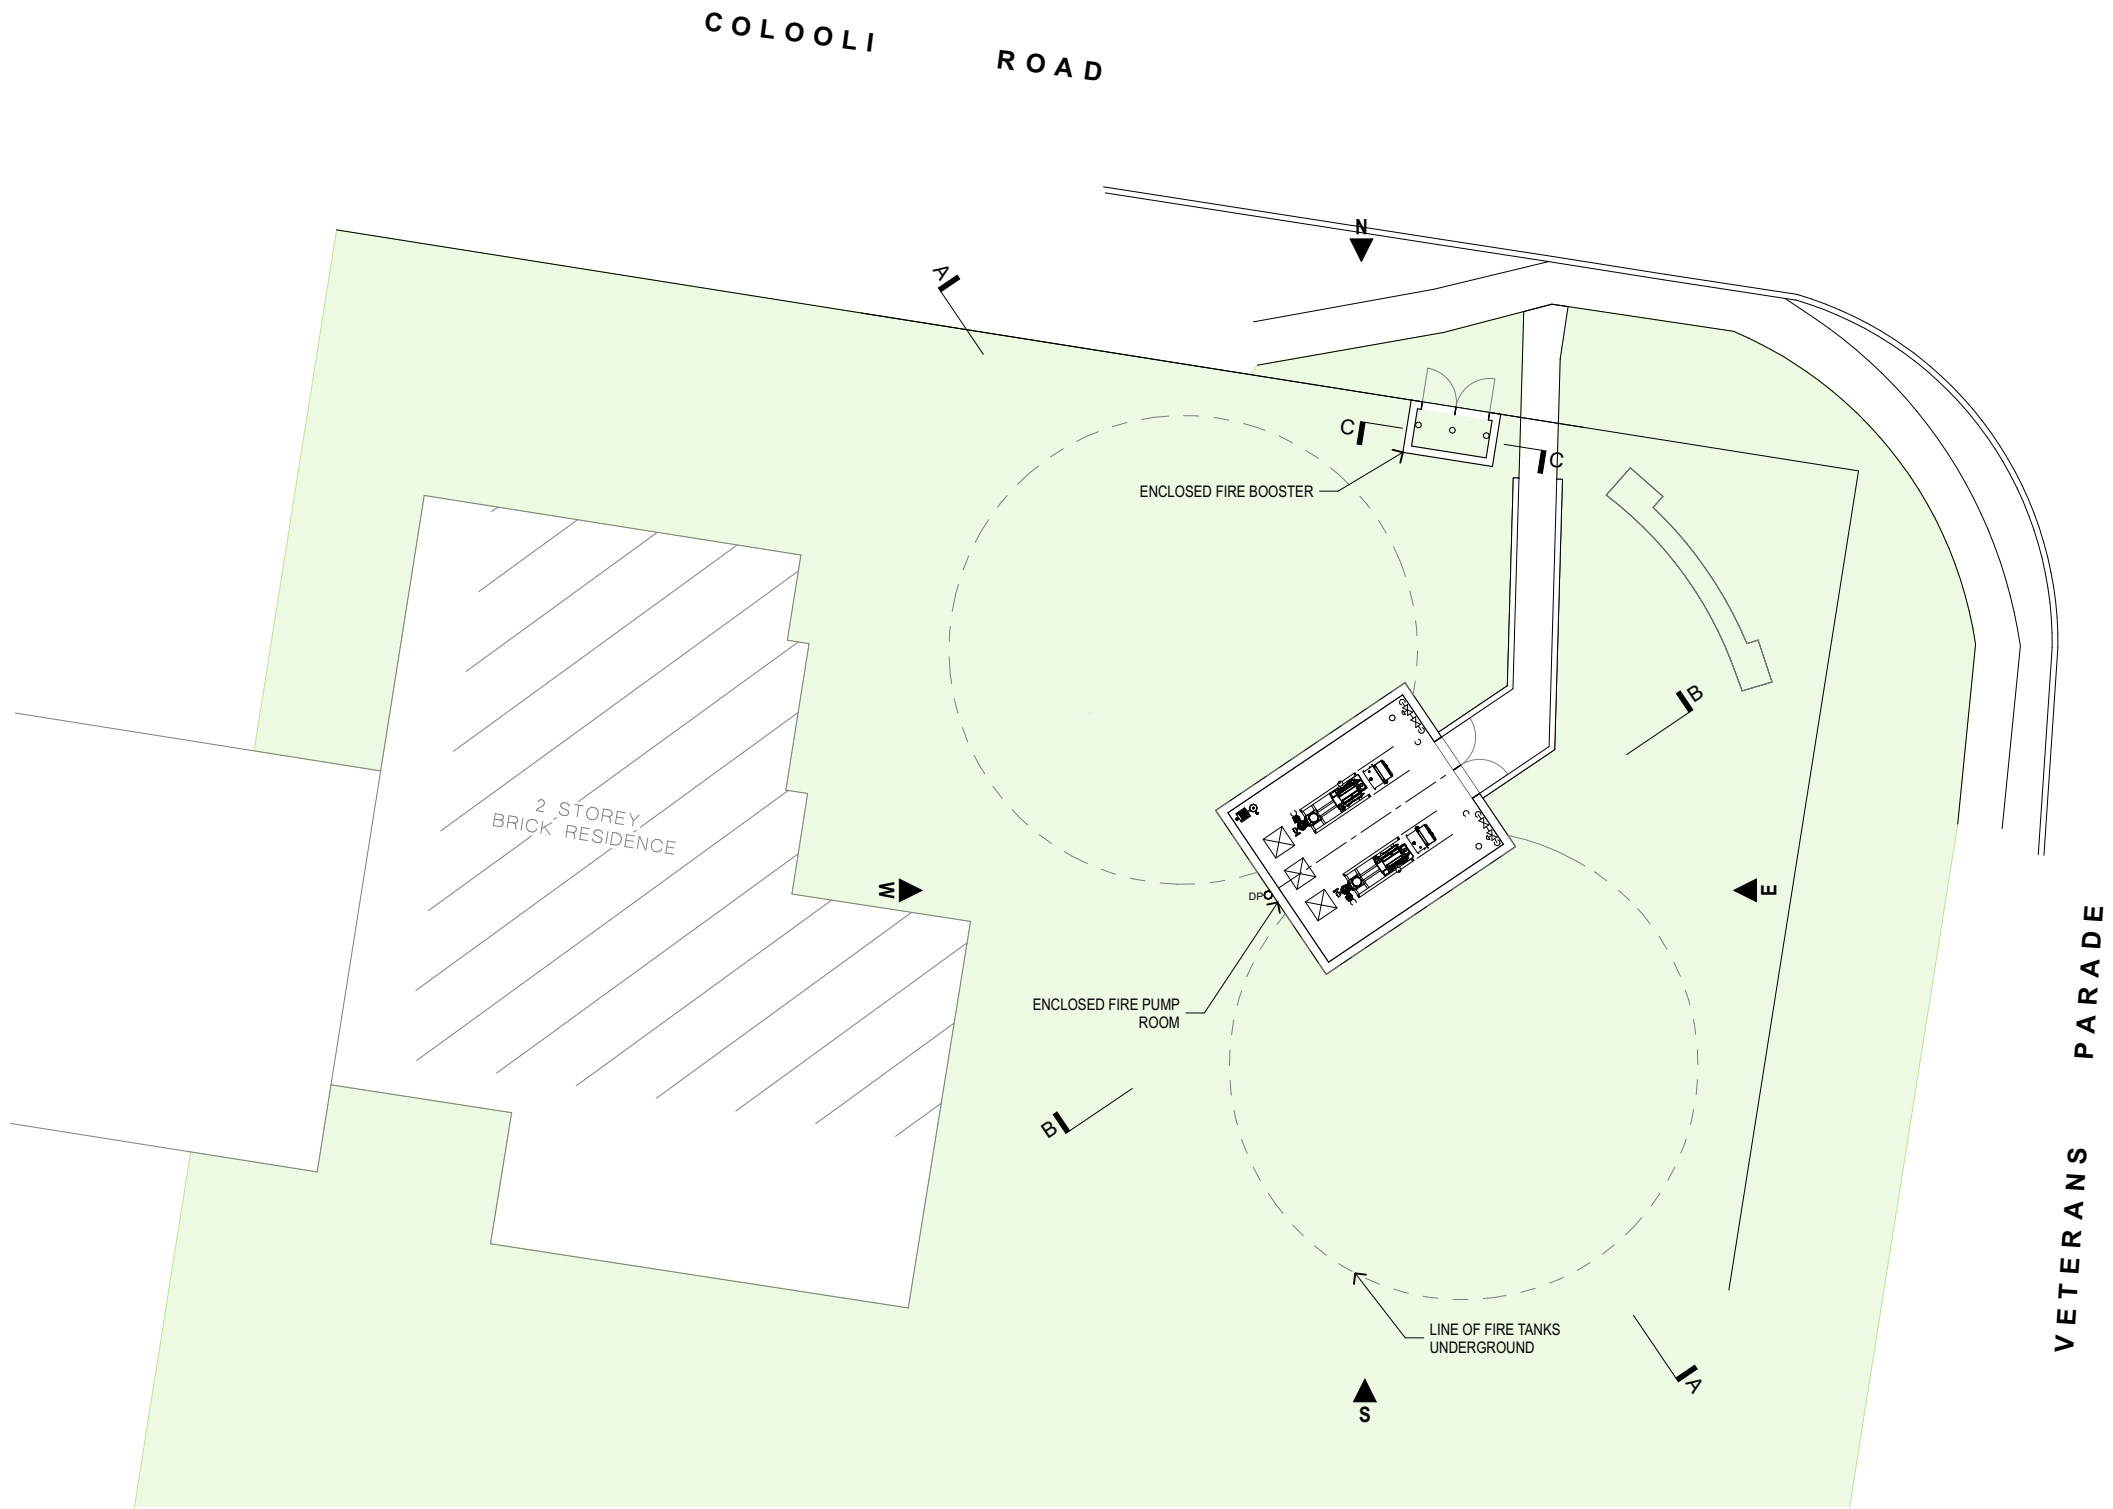 COLOOLI ROAD
N
A
C
C
ENCLOSED FIRE BOOSTER
B
2 STOREY
BRICK RESIDENCE
W
E
DP
ENCLOSED FIRE PUMP
ROOM
B
LINE OF FIRE TANKS
UNDERGROUND
A
S
VETERANS PARADE